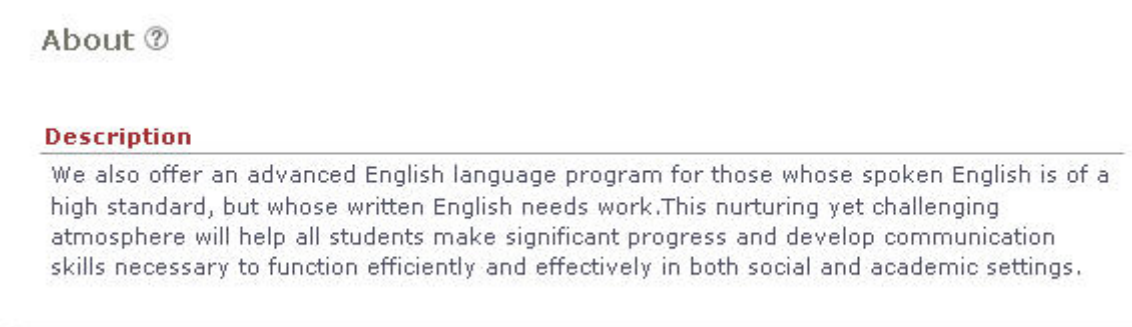 About ?
Description
We also offer an advanced English language program for those whose spoken English is of a
high standard, but whose written English needs work.This nurturing yet challenging
atmosphere will help all students make significant progress and develop communication
skills necessary to function efficiently and effectively in both social and academic settings.